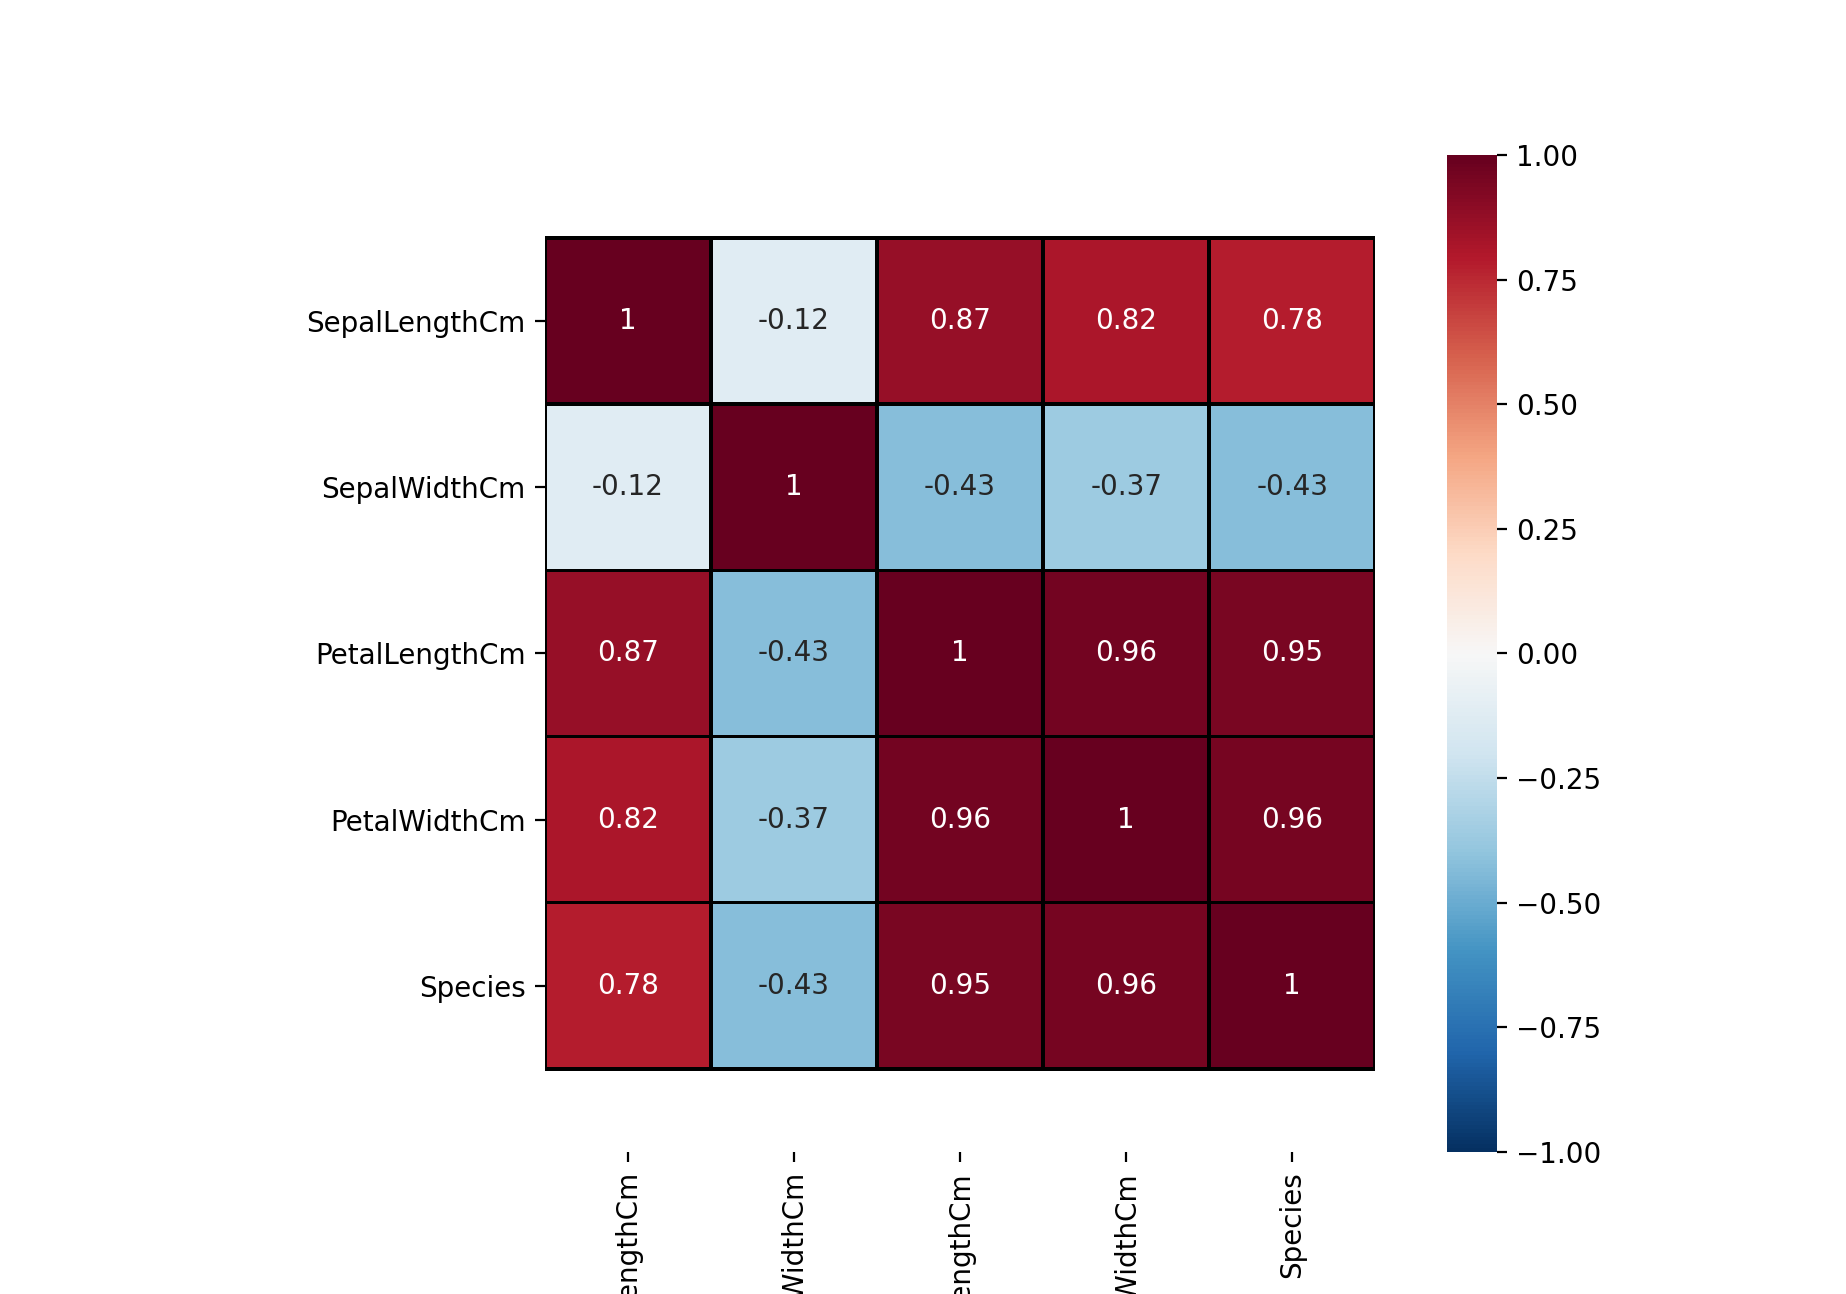 1.00
0.75
0.50
0.25
0.00
−0.25
−0.50
−0.75
−1.00
SepalLengthCm 1 -0.12 0.87 0.82 0.78
SepalWidthCm -0.12 1 -0.43 -0.37 -0.43
PetalLengthCm 0.87 -0.43 1 0.96 0.95
PetalWidthCm 0.82 -0.37 0.96 1 0.96
Species 0.78 -0.43 0.95 0.96 1
engthCm
WidthCm
engthCm
WidthCm
Species